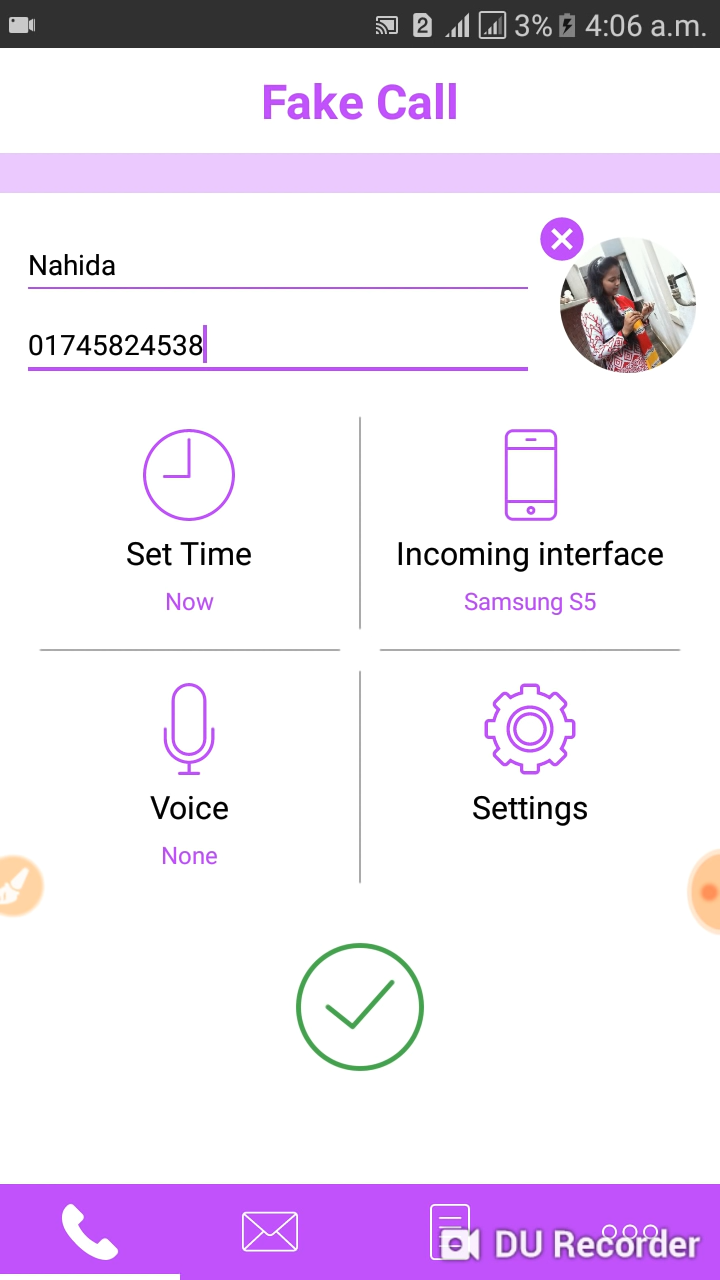 2 3% 4:06 a.m.
Fake Call
Nahida
01745824538
Set Time
Now
Incoming interface
Samsung S5
Voice
None
Settings
DU Recorder